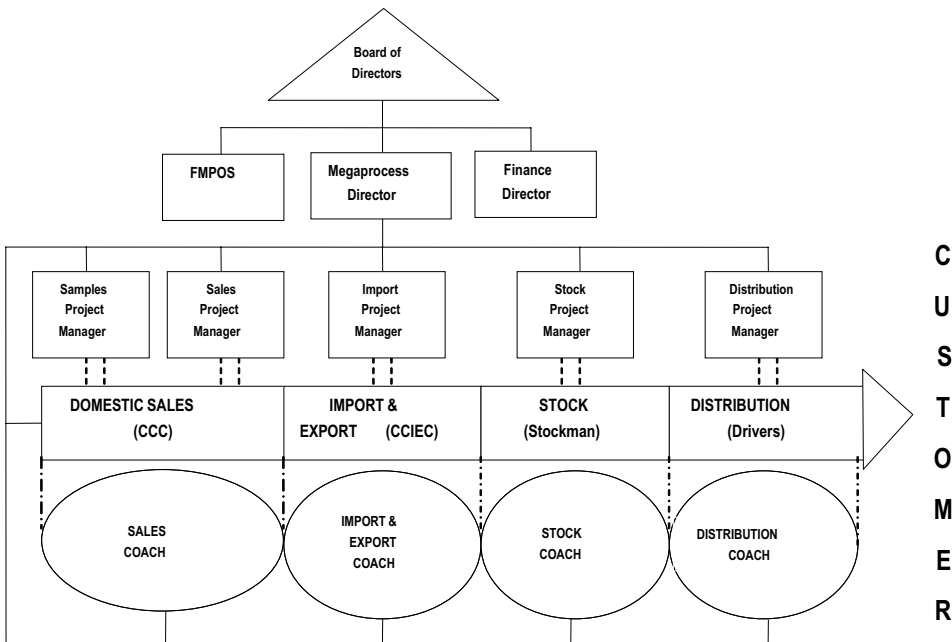 Board of
Directors
FMPOS
Megaprocess
Director
Finance
Director
Samples
Project
Manager
Sales
Project
Manager
Import
Project
Manager
Stock
Project
Manager
Distribution
Project
Manager
DOMESTIC SALES
(CCC)
IMPORT &
EXPORT (CCIEC)
STOCK
(Stockman)
DISTRIBUTION
(Drivers)
SALES
COACH
IMPORT &
EXPORT
COACH
STOCK
COACH
DISTRIBUTION
COACH
C
U
S
T
O
M
E
R